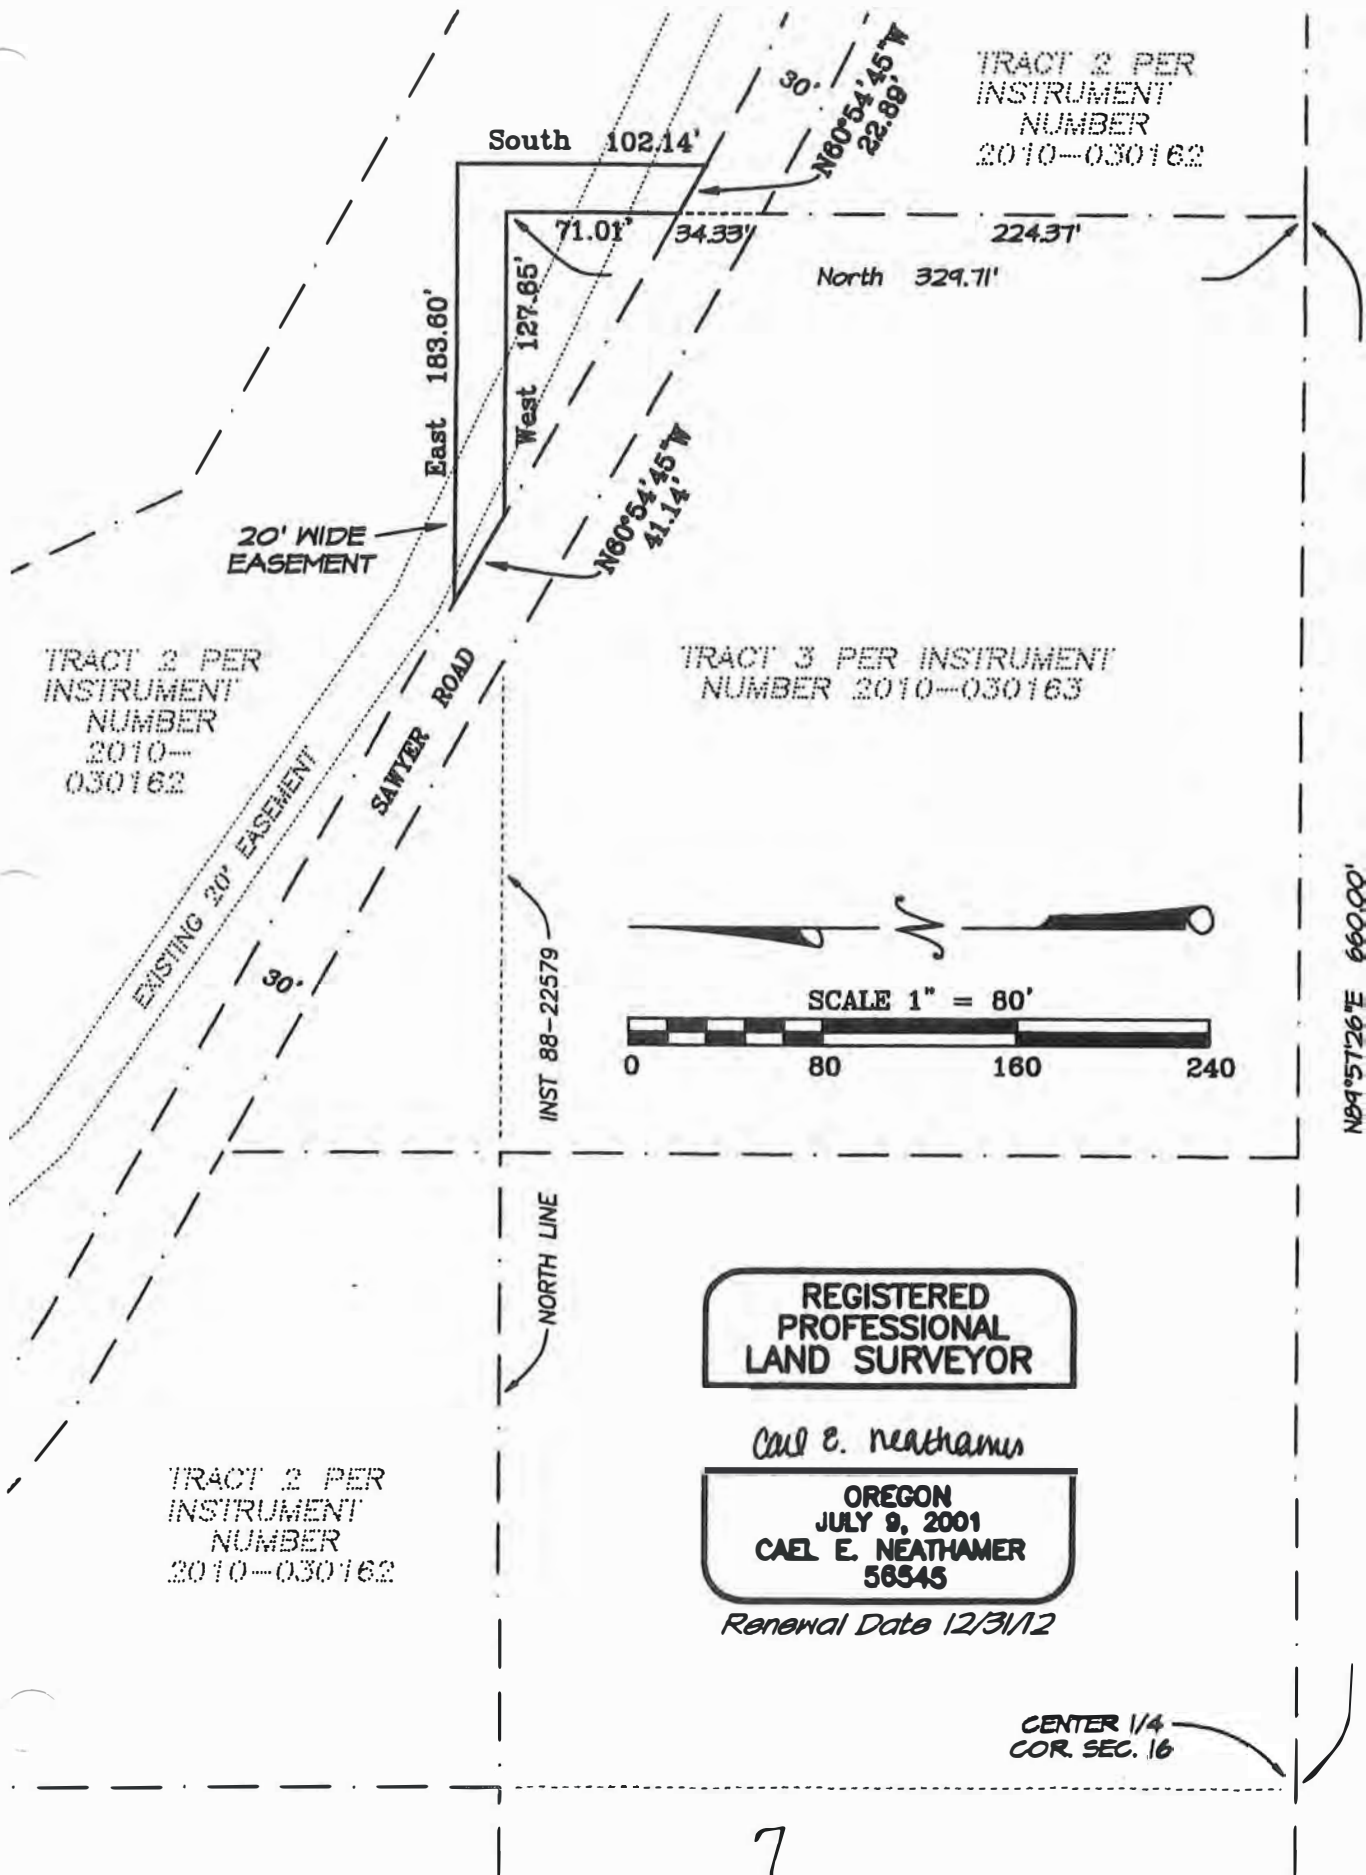 30'
N60°54'45"W
22.89'
TRACT 2 PER
INSTRUMENT
NUMBER
2010-030162
South 102.14'
71.01'
34.33'
224.37'
North 329.71'
East 183.60'
West 127.65'
N60°54'45"W
41.14'
20' WIDE
EASEMENT
TRACT 2 PER
INSTRUMENT
NUMBER
2010-
030162
TRACT 3 PER INSTRUMENT
NUMBER 2010-030163
SAWYER ROAD
EXISTING 20' EASEMENT
30'
INST 88-22579
NORTH LINE
SCALE 1" = 80'
0 80 160 240
N89°57'26"E 660.00'
REGISTERED
PROFESSIONAL
LAND SURVEYOR
Cael E. Neathamer
OREGON
JULY 9, 2001
CAEL E. NEATHAMER
56545
Renewal Date 12/31/12
TRACT 2 PER
INSTRUMENT
NUMBER
2010-030162
CENTER 1/4
COR. SEC. 16
7